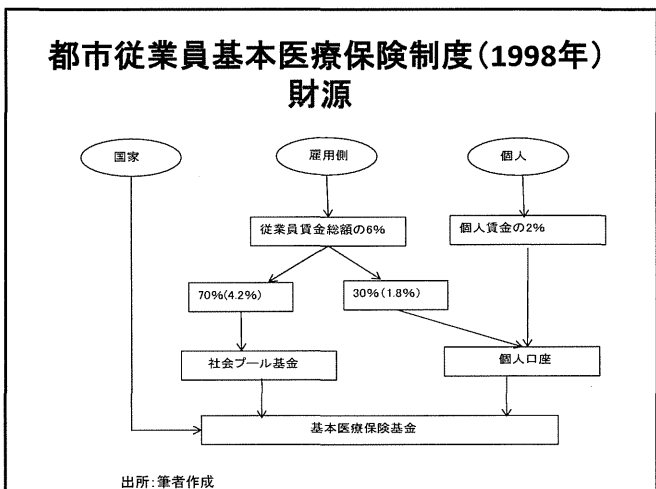 都市従業員基本医療保険制度(1998年)
財源
国家
雇用側
個人
従業員賃金総額の6%
個人賃金の2%
70%(4.2%)
30%(1.8%)
社会プール基金
個人口座
基本医療保険基金
出所:筆者作成